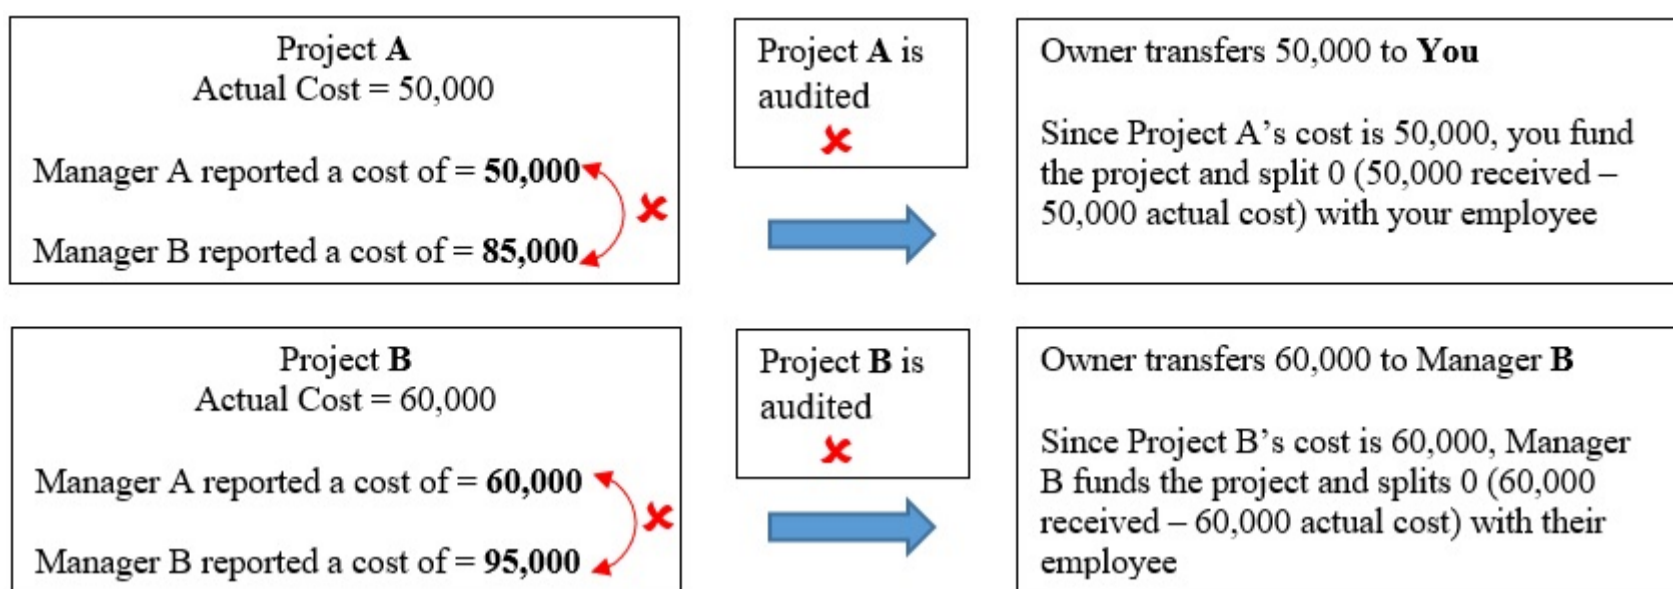 Project A
Actual Cost = 50,000
Manager A reported a cost of = 50,000
Manager B reported a cost of = 85,000
Project A is
audited
Owner transfers 50,000 to You
Since Project A’s cost is 50,000, you fund
the project and split 0 (50,000 received –
50,000 actual cost) with your employee
Project B
Actual Cost = 60,000
Manager A reported a cost of = 60,000
Manager B reported a cost of = 95,000
Project B is
audited
Owner transfers 60,000 to Manager B
Since Project B’s cost is 60,000, Manager
B funds the project and splits 0 (60,000
received – 60,000 actual cost) with their
employee